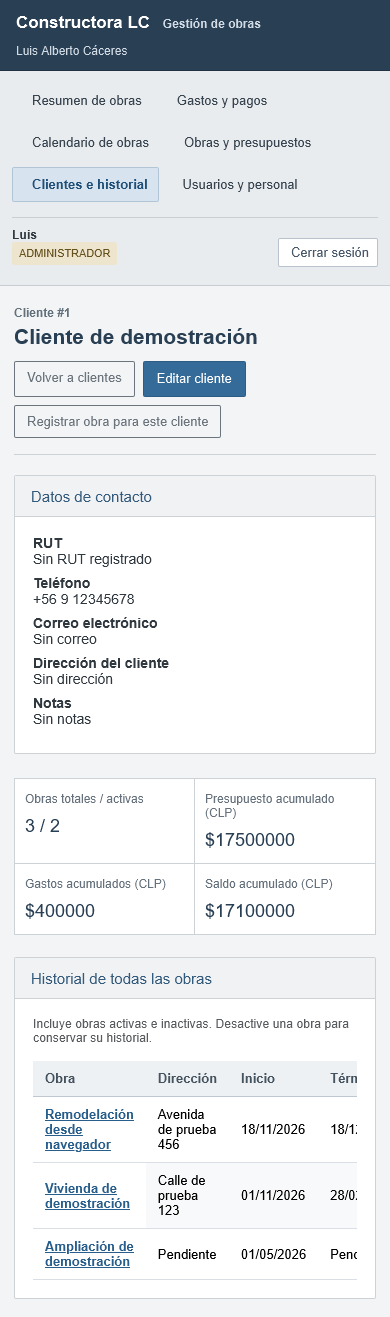 Constructora LC Gestión de obras
Luis Alberto Cáceres
Resumen de obras Gastos y pagos
Calendario de obras Obras y presupuestos
Clientes e historial Usuarios y personal
Luis
ADMINISTRADOR
Cerrar sesión
Cliente #1
Cliente de demostración
Volver a clientes Editar cliente
Registrar obra para este cliente
Datos de contacto
RUT
Sin RUT registrado
Teléfono
+56 9 12345678
Correo electrónico
Sin correo
Dirección del cliente
Sin dirección
Notas
Sin notas
Obras totales / activas
3 / 2
Presupuesto acumulado
(CLP)
$17500000
Gastos acumulados (CLP)
$400000
Saldo acumulado (CLP)
$17100000
Historial de todas las obras
Incluye obras activas e inactivas. Desactive una obra para
conservar su historial.
Obra Dirección Inicio Térn
Remodelación
desde
navegador
Avenida
de prueba
456
18/11/2026 18/12
Vivienda de
demostración
Calle de
prueba
123
01/11/2026 28/02
Ampliación de
demostración
Pendiente 01/05/2026 Penc